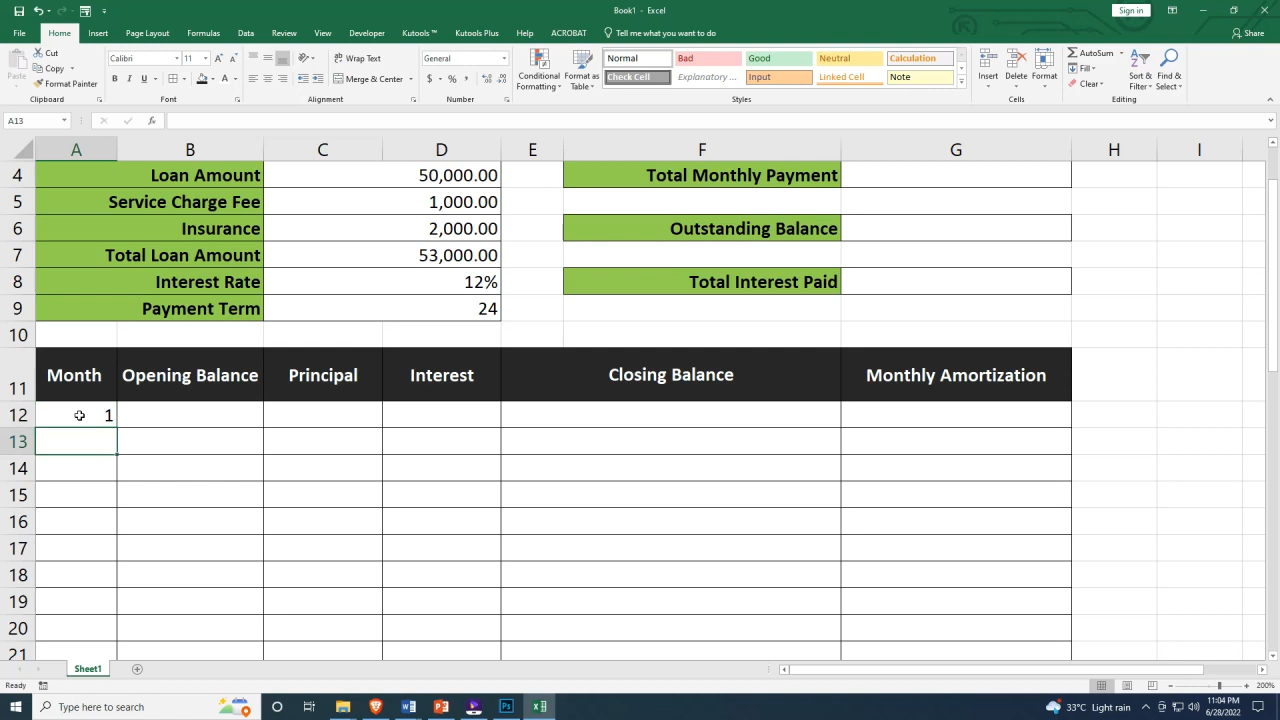 Book1 - Excel
Sign in
File Home Insert Page Layout Formulas Data Review View Developer Kutools ™ Kutools Plus Help ACROBAT Tell me what you want to do Share
Paste
Cut
Copy
Format Painter
Clipboard
Calibri 11
B I U
Font
Wrap Text
Merge & Center
Alignment
General
$ % ,
Number
Conditional Formatting
Format as Table
Normal Bad Good Neutral Calculation
Check Cell Explanatory ... Input Linked Cell Note
Styles
Insert Delete Format
Cells
AutoSum
Fill
Clear
Sort & Filter
Find & Select
Editing
A13 fx
A B C D E F G H I
4 Loan Amount 50,000.00 Total Monthly Payment
5 Service Charge Fee 1,000.00
6 Insurance 2,000.00 Outstanding Balance
7 Total Loan Amount 53,000.00
8 Interest Rate 12% Total Interest Paid
9 Payment Term 24
10
11 Month Opening Balance Principal Interest Closing Balance Monthly Amortization
12 1
13
14
15
16
17
18
19
20
21
Sheet1
Ready 200%
Type here to search
33°C Light rain
11:04 PM
6/28/2022